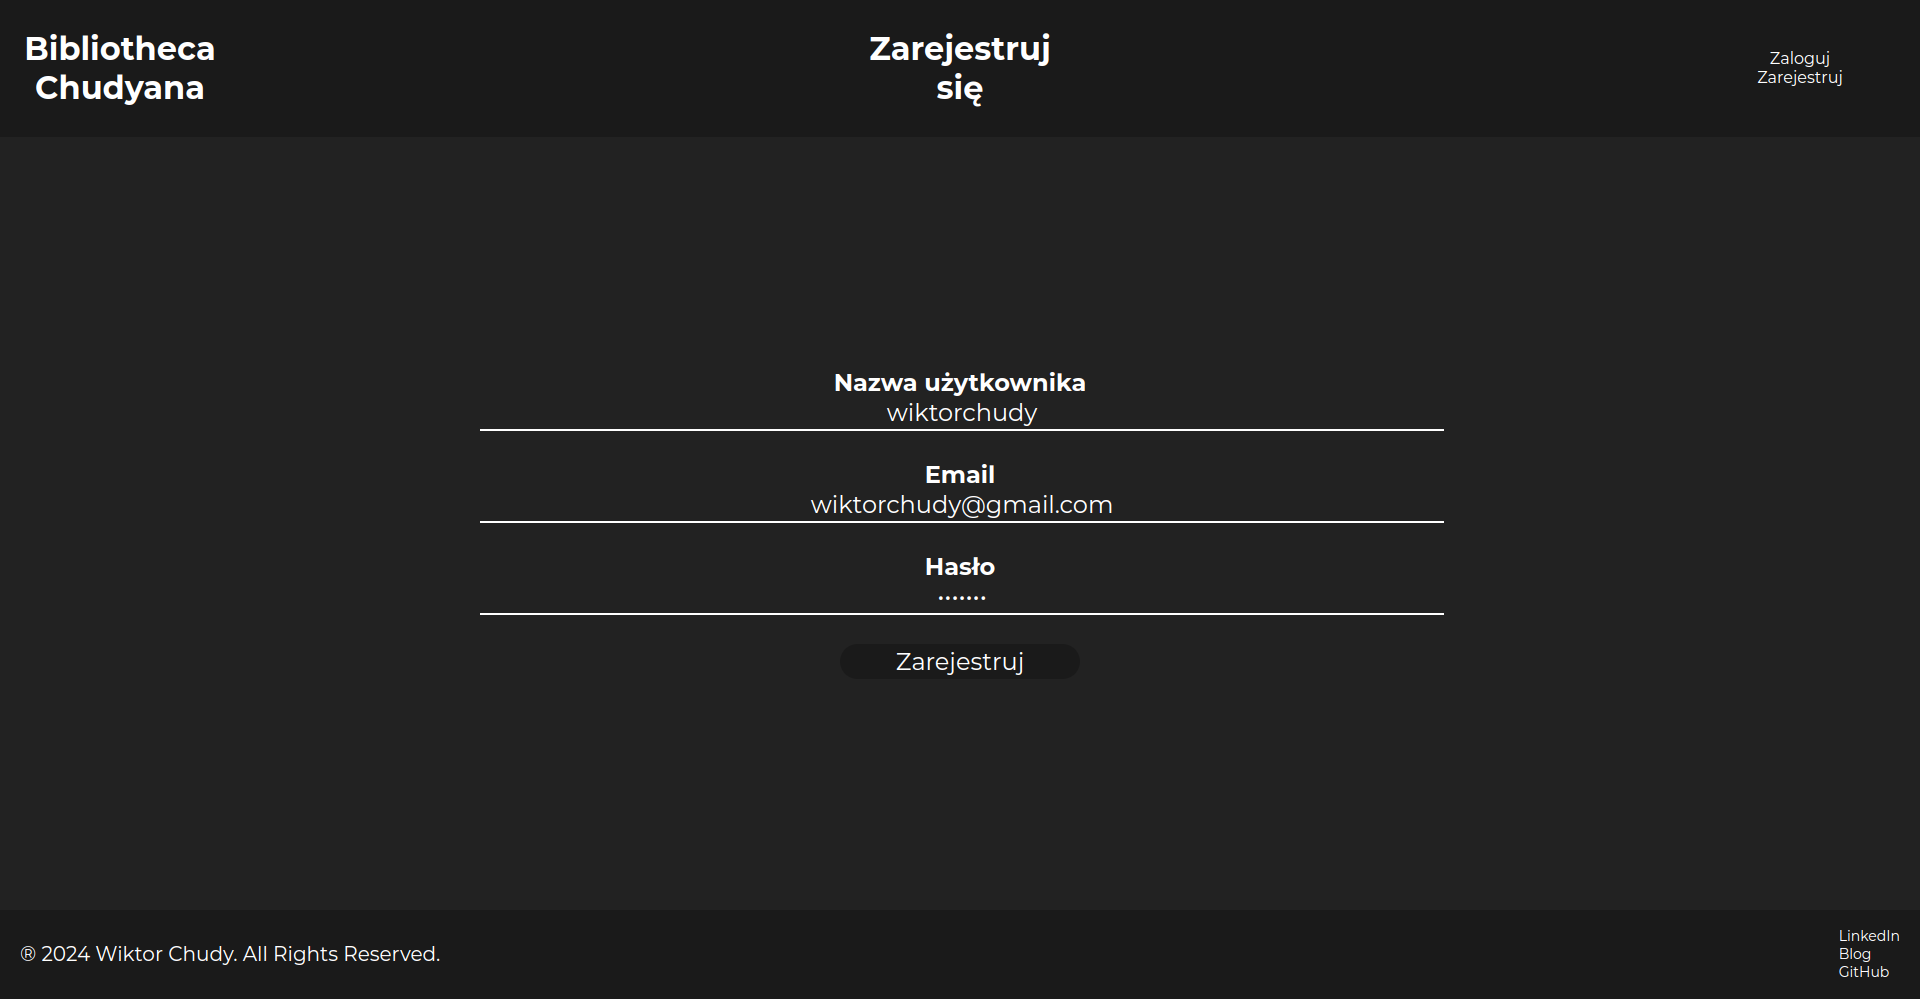 Bibliotheca
Chudyana
Zarejestruj
się
Zaloguj
Zarejestruj
Nazwa użytkownika
wiktorchudy
Email
wiktorchudy@gmail.com
Hasło
•••••••
Zarejestruj
® 2024 Wiktor Chudy. All Rights Reserved.
LinkedIn
Blog
GitHub